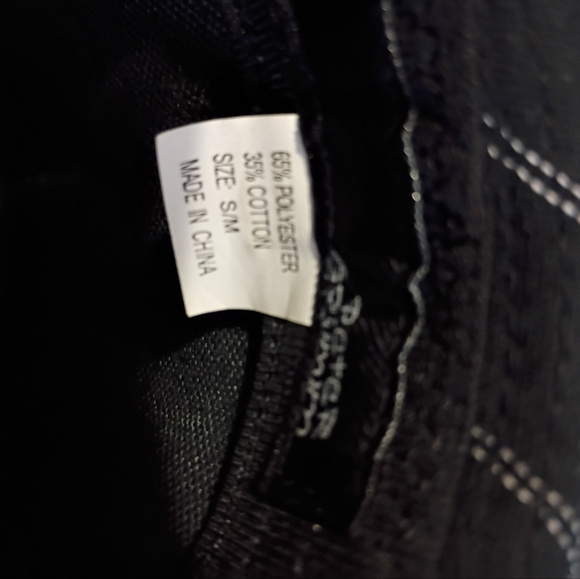 65% POLYESTER
35% COTTON
SIZE: S/M
MADE IN CHINA